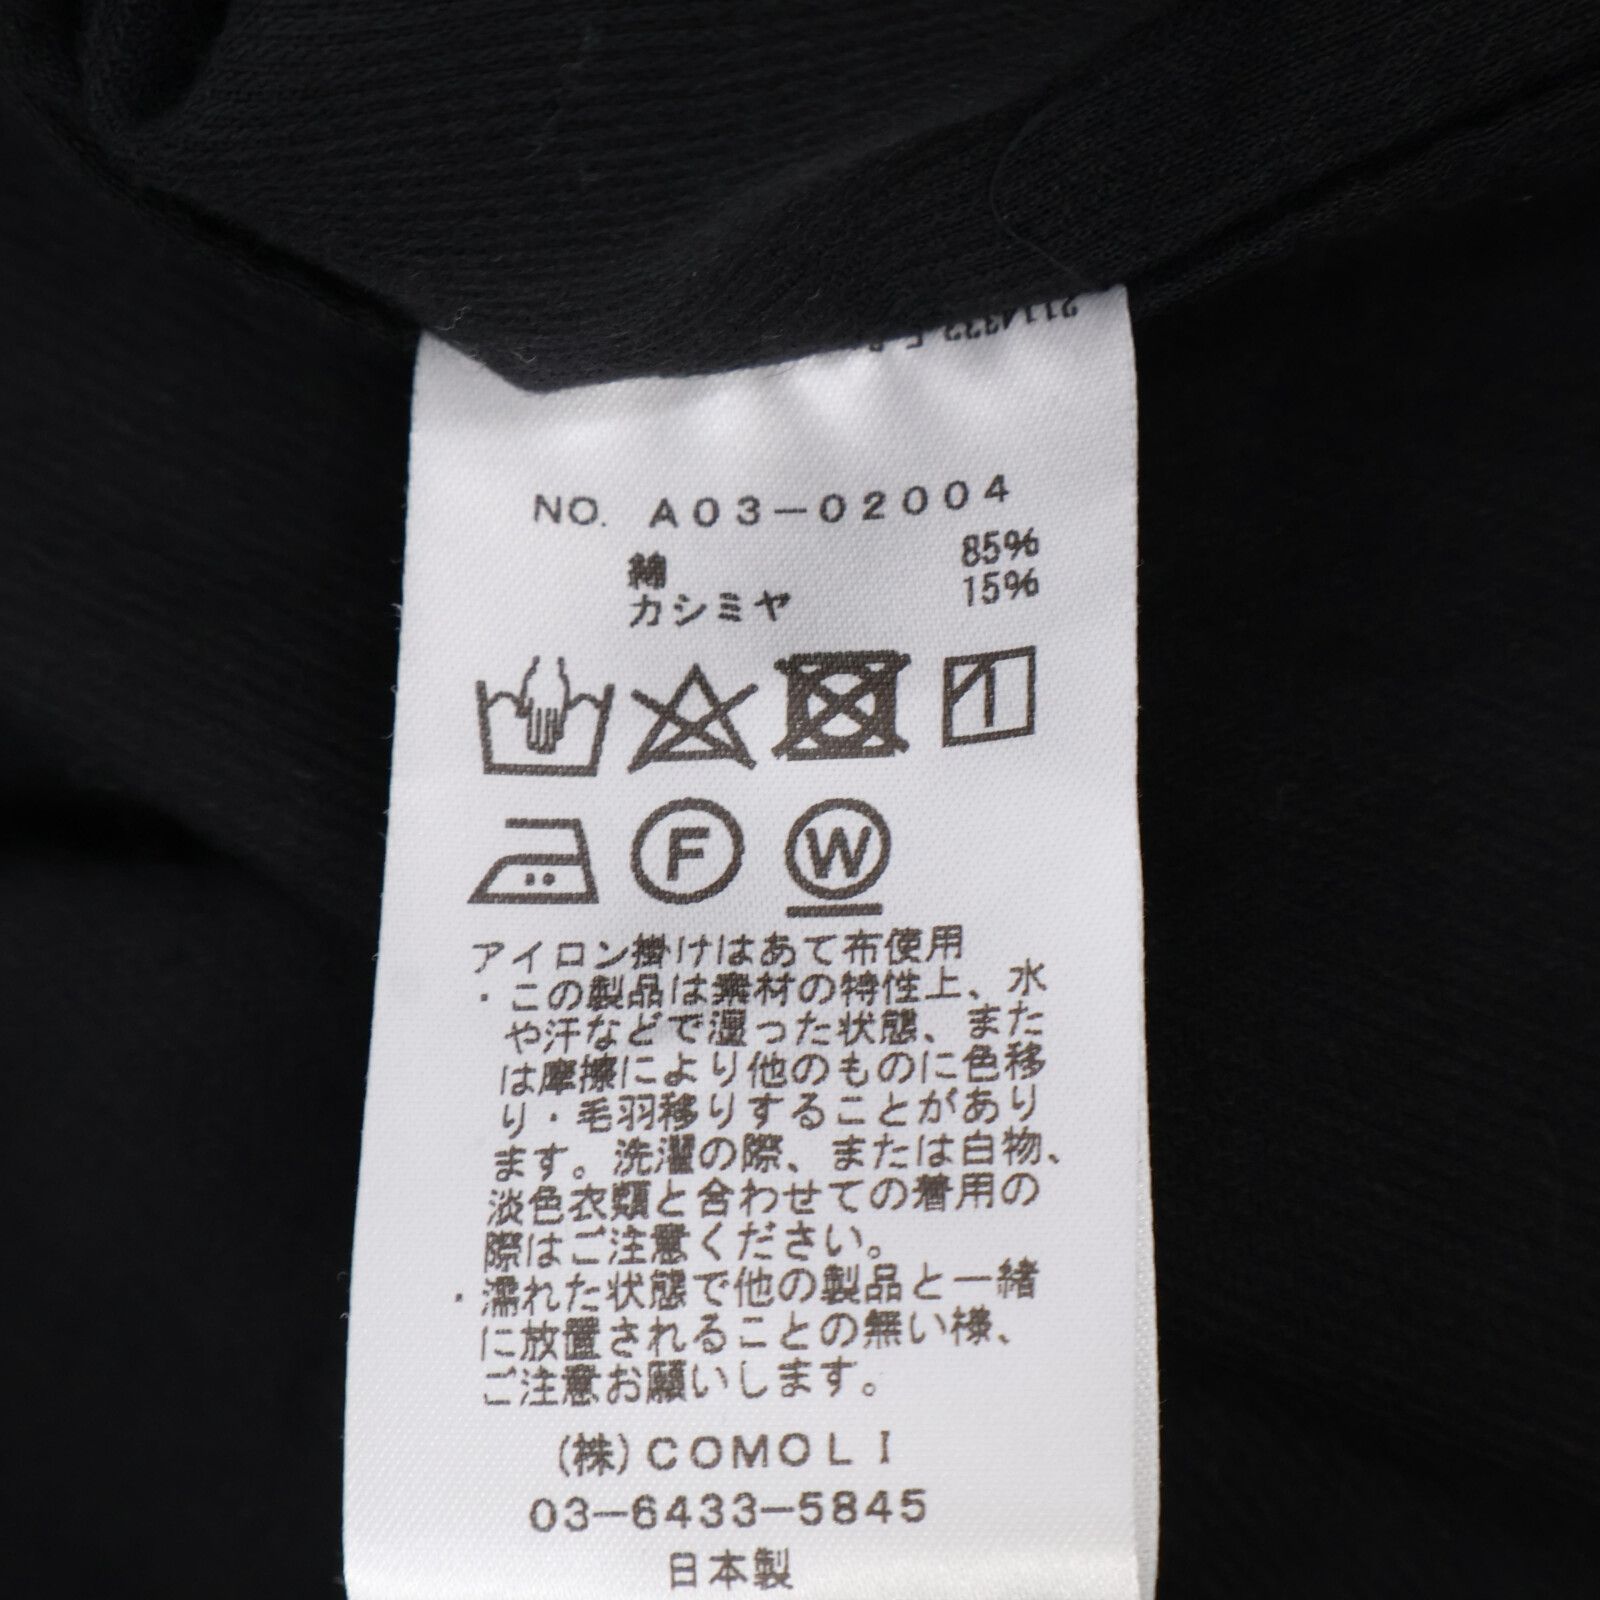 NO. A03-02004
綿 85%
カシミヤ 15%
F W
アイロン掛けはあて布使用
・この製品は素材の特性上、水
や汗などで湿った状態、また
は摩擦により他のものに色移
り・毛羽移りすることがあり
ます。洗濯の際、または白物、
淡色衣類と合わせての着用の
際はご注意ください。
・濡れた状態で他の製品と一緒
に放置されることの無い様、
ご注意お願いします。
(株)COMOLI
03-6433-5845
日本製